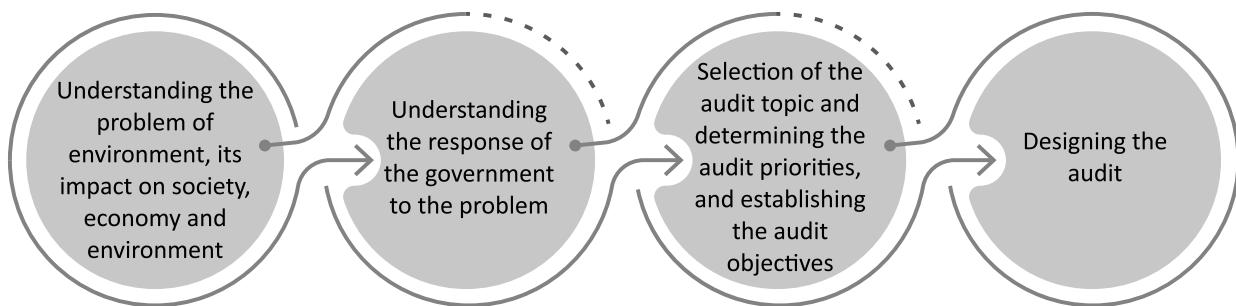 Understanding the
problem of
environment, its
impact on society,
economy and
environment
Understanding
the response of
the government
to the problem
Selection of the
audit topic and
determining the
audit priorities,
and establishing
the audit
objectives
Designing the
audit